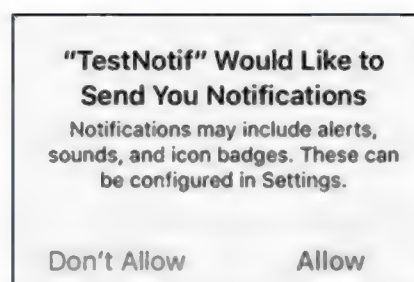 “TestNotif” Would Like to
Send You Notifications
Notifications may include alerts,
sounds, and icon badges. These can
be configured in Settings.
Don't Allow Allow